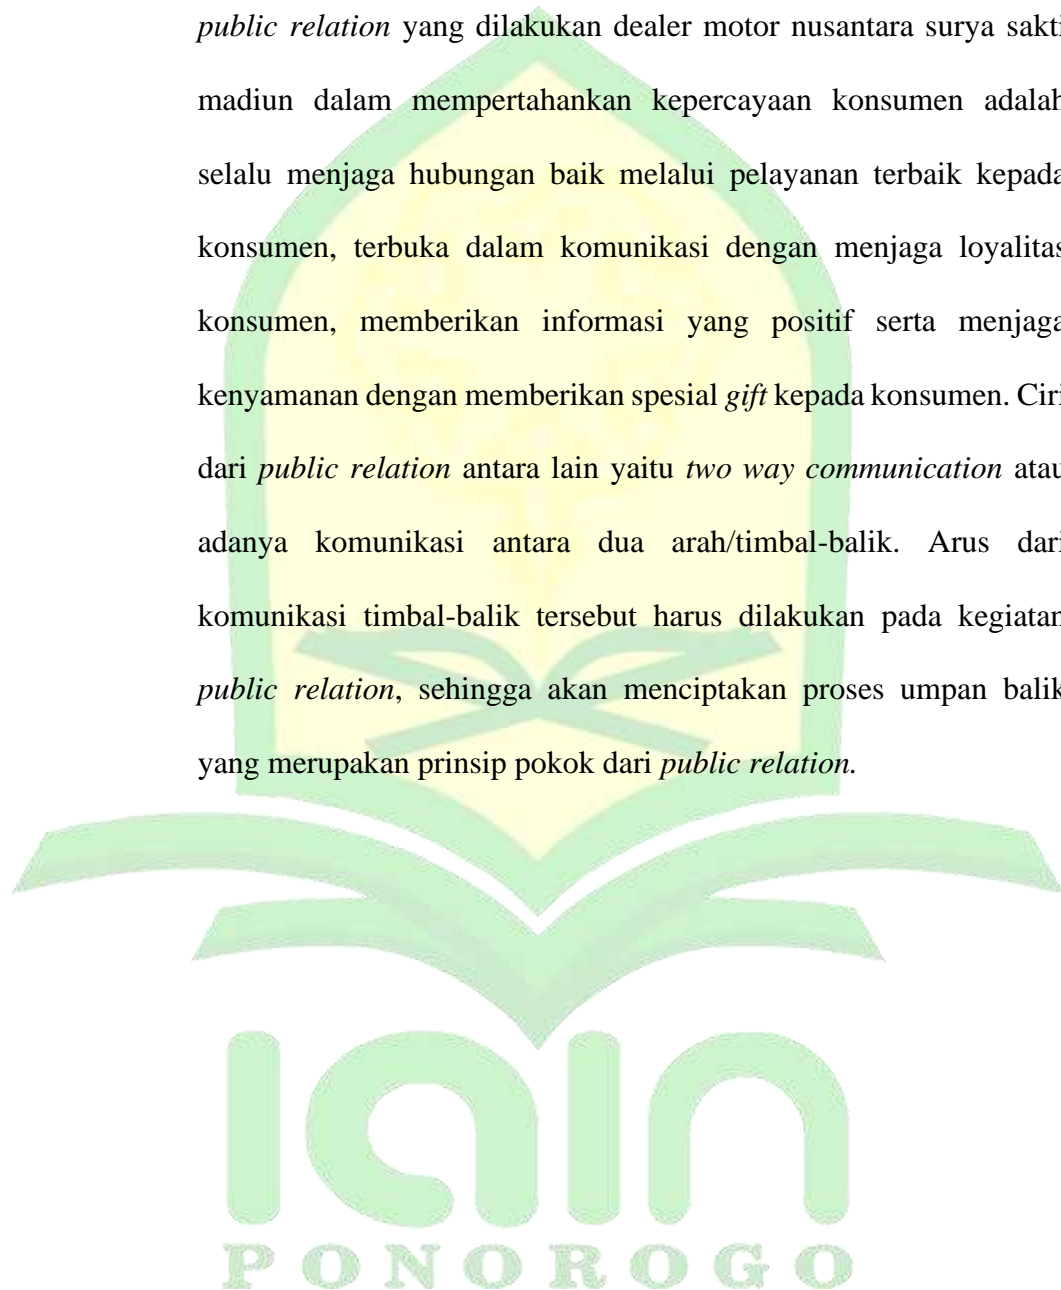 public relation yang dilakukan dealer motor nusantara surya sakti
madiun dalam mempertahankan kepercayaan konsumen adalah
selalu menjaga hubungan baik melalui pelayanan terbaik kepada
konsumen, terbuka dalam komunikasi dengan menjaga loyalitas
konsumen, memberikan informasi yang positif serta menjaga
kenyamanan dengan memberikan spesial gift kepada konsumen. Ciri
dari public relation antara lain yaitu two way communication atau
adanya komunikasi antara dua arah/timbal-balik. Arus dari
komunikasi timbal-balik tersebut harus dilakukan pada kegiatan
public relation, sehingga akan menciptakan proses umpan balik
yang merupakan prinsip pokok dari public relation.
iain
PONOROGO